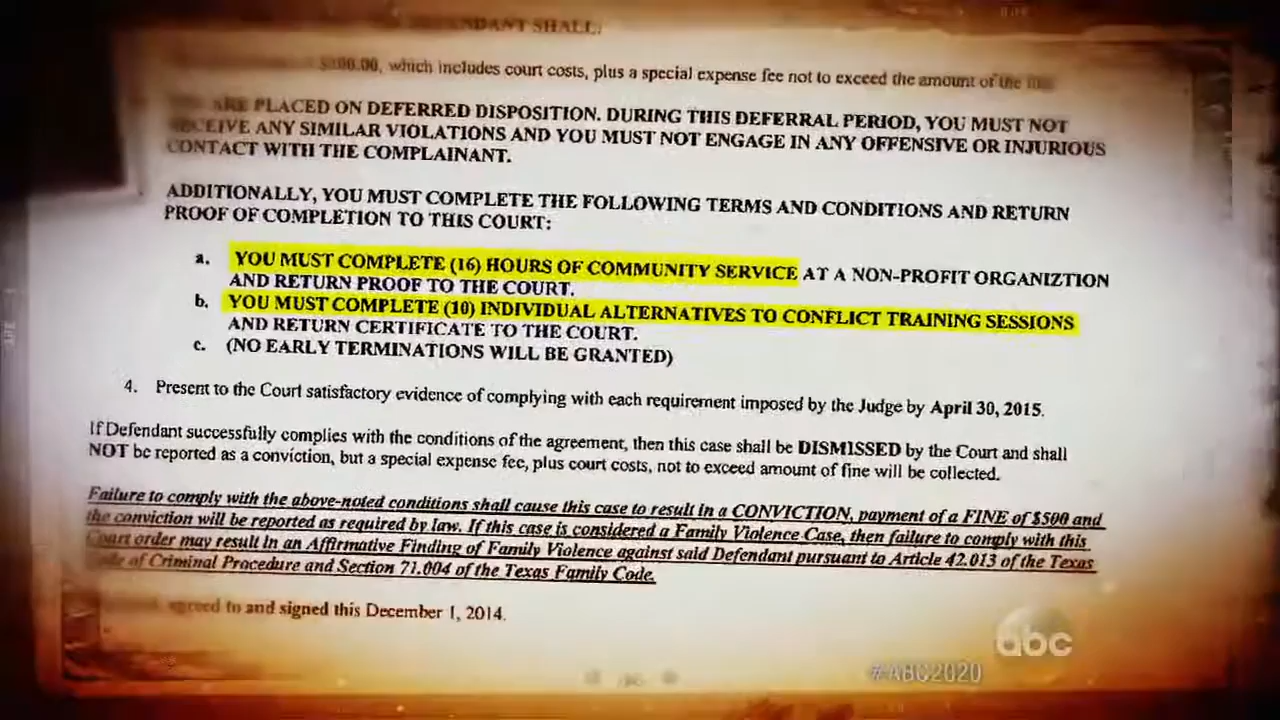 DEFENDANT SHALL:
which includes court costs, plus a special expense fee not to exceed the amount of the
ARE PLACED ON DEFERRED DISPOSITION. DURING THIS DEFERRAL PERIOD, YOU MUST NOT
RECEIVE ANY SIMILAR VIOLATIONS AND YOU MUST NOT ENGAGE IN ANY OFFENSIVE OR INJURIOUS
CONTACT WITH THE COMPLAINANT.
ADDITIONALLY, YOU MUST COMPLETE THE FOLLOWING TERMS AND CONDITIONS AND RETURN
PROOF OF COMPLETION TO THIS COURT:
a. YOU MUST COMPLETE (16) HOURS OF COMMUNITY SERVICE AT A NON-PROFIT ORGANIZTION
AND RETURN PROOF TO THE COURT.
b. YOU MUST COMPLETE (10) INDIVIDUAL ALTERNATIVES TO CONFLICT TRAINING SESSIONS
AND RETURN CERTIFICATE TO THE COURT.
c. (NO EARLY TERMINATIONS WILL BE GRANTED)
4. Present to the Court satisfactory evidence of complying with each requirement imposed by the Judge by April 30, 2015.
If Defendant successfully complies with the conditions of the agreement, then this case shall be DISMISSED by the Court and shall
NOT be reported as a conviction, but a special expense fee, plus court costs, not to exceed amount of fine will be collected.
Failure to comply with the above-noted conditions shall cause this case to result in a CONVICTION, payment of a FINE of $500 and
the conviction will be reported as required by law. If this case is considered a Family Violence Case, then failure to comply with this
Court order may result in an Affirmative Finding of Family Violence against said Defendant pursuant to Article 42.013 of the Texas
Code of Criminal Procedure and Section 71.004 of the Texas Family Code.
agreed to and signed this December 1, 2014.
abc
#ABC2020